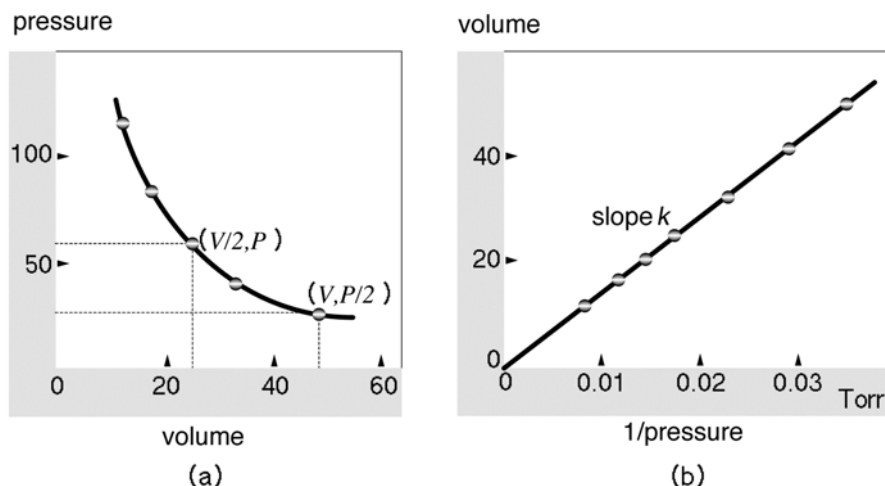 pressure
100
50
(V/2,P)
(V,P/2)
0 20 40 60
volume
(a)
volume
40
20
0
slope k
0 0.01 0.02 0.03
Torr
1/pressure
(b)